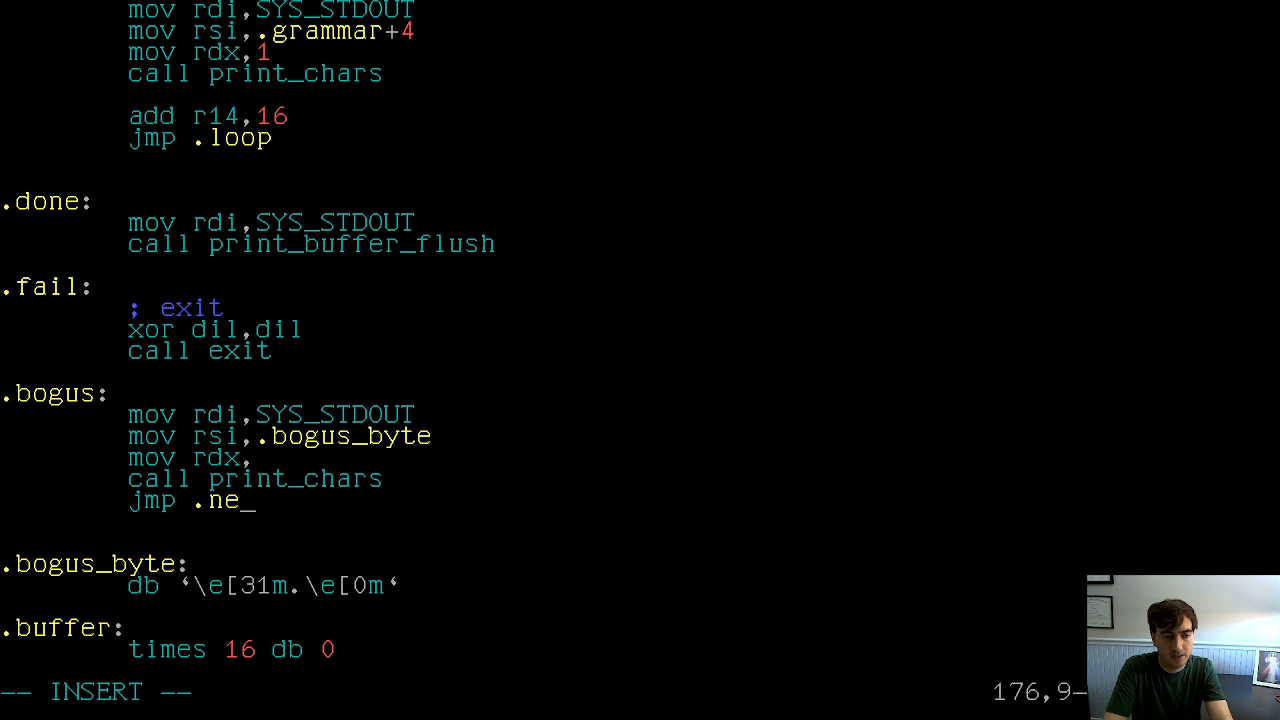 mov rdi,SYS_STDOUT
mov rsi,.grammar+4
mov rdx,1
call print_chars
add r14,16
jmp .loop
.done:
mov rdi,SYS_STDOUT
call print_buffer_flush
.fail:
; exit
xor dil,dil
call exit
.bogus:
mov rdi,SYS_STDOUT
mov rsi,.bogus_byte
mov rdx,
call print_chars
jmp .ne_
.bogus_byte:
db `\e[31m.\e[0m`
.buffer:
times 16 db 0
-- INSERT -- 176,9-